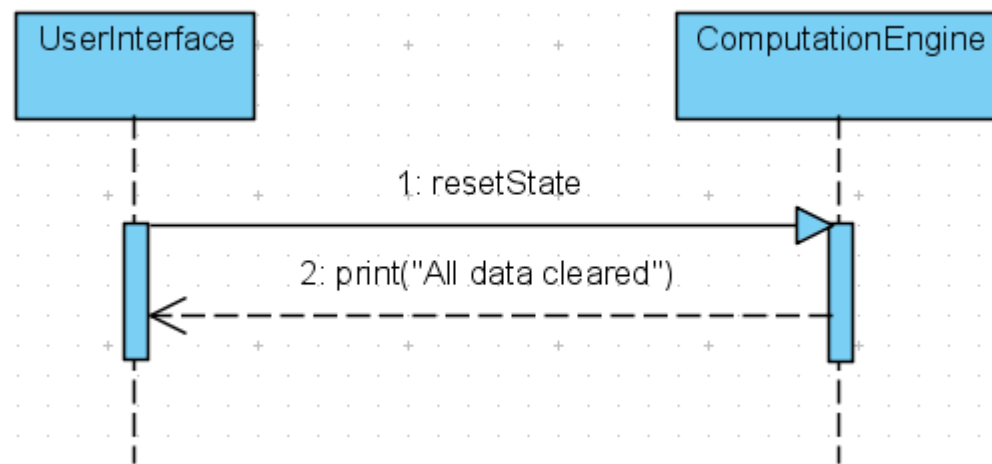 UserInterface
ComputationEngine
1: resetState
2: print("All data cleared")